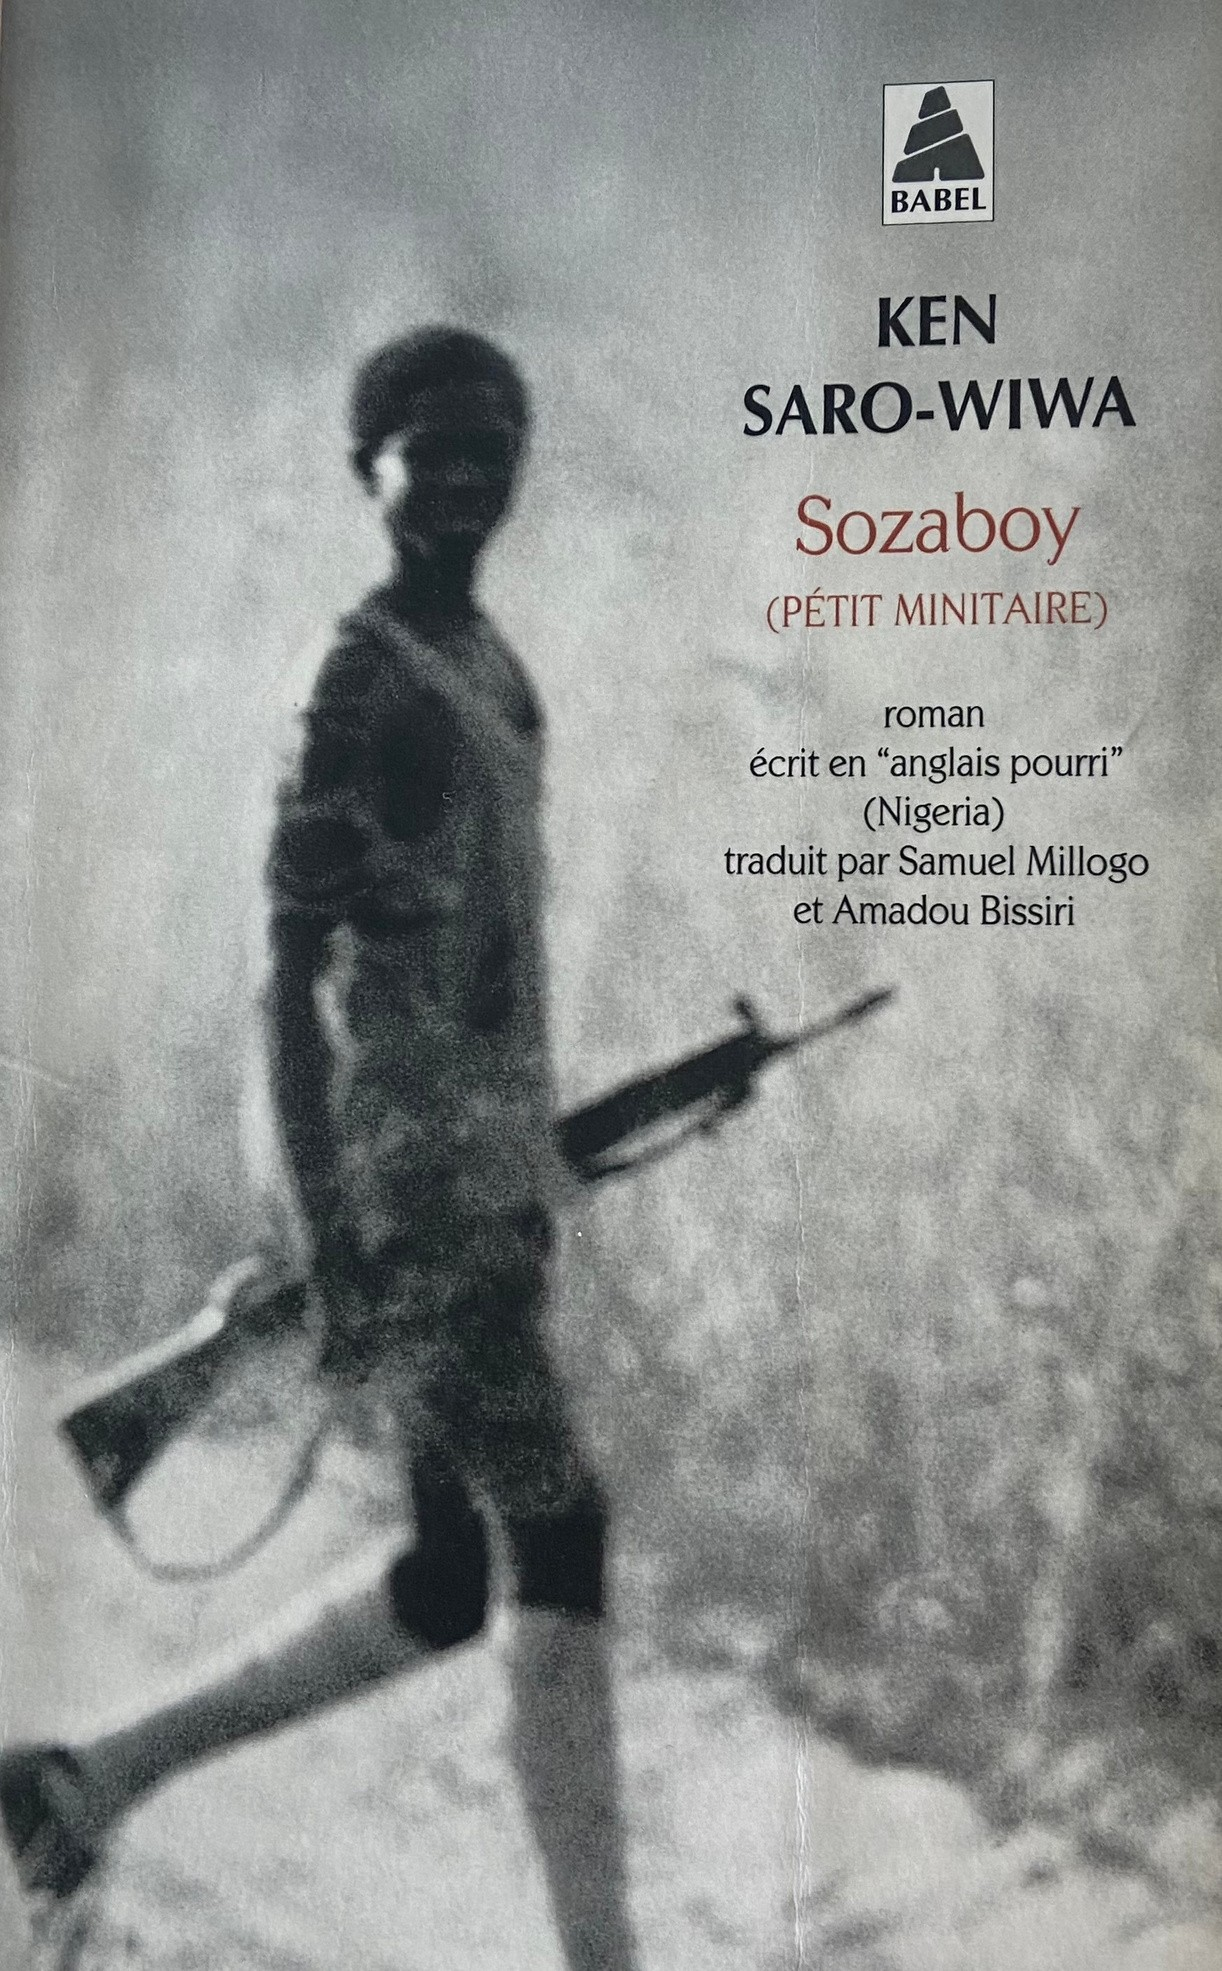 BABEL
KEN
SARO-WIWA
Sozaboy
(PÉTIT MINITAIRE)
roman
écrit en “anglais pourri”
(Nigeria)
traduit par Samuel Millogo
et Amadou Bissiri